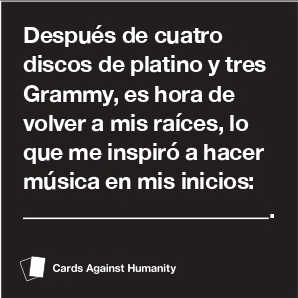 Después de cuatro
discos de platino y tres
Grammy, es hora de
volver a mis raíces, lo
que me inspiró a hacer
música en mis inicios:
____________________.
Cards Against Humanity